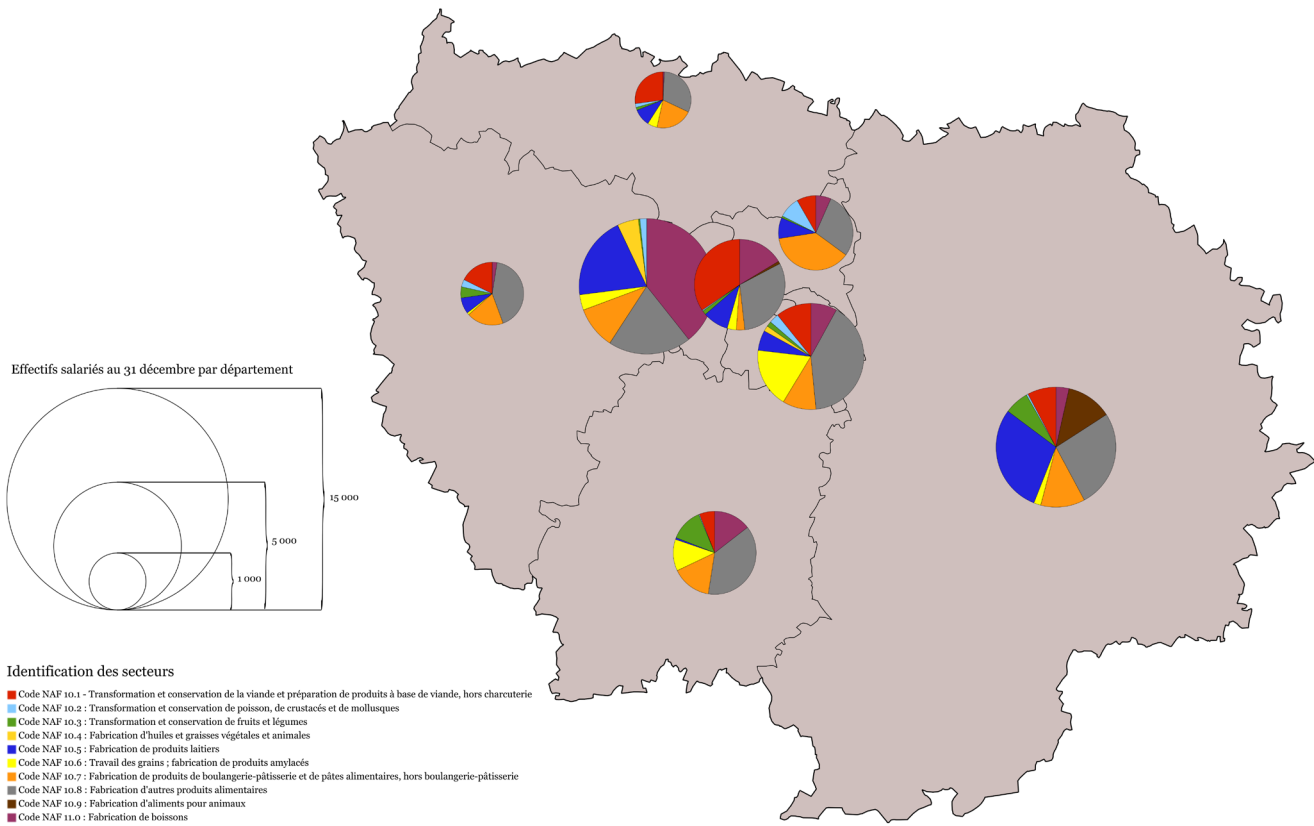 Effectifs salariés au 31 décembre par département
15 000
5 000
1 000
Identification des secteurs
Code NAF 10.1 - Transformation et conservation de la viande et préparation de produits à base de viande, hors charcuterie
Code NAF 10.2 : Transformation et conservation de poisson, de crustacés et de mollusques
Code NAF 10.3 : Transformation et conservation de fruits et légumes
Code NAF 10.4 : Fabrication d'huiles et graisses végétales et animales
Code NAF 10.5 : Fabrication de produits laitiers
Code NAF 10.6 : Travail des grains ; fabrication de produits amylacés
Code NAF 10.7 : Fabrication de produits de boulangerie-pâtisserie et de pâtes alimentaires, hors boulangerie-pâtisserie
Code NAF 10.8 : Fabrication d'autres produits alimentaires
Code NAF 10.9 : Fabrication d'aliments pour animaux
Code NAF 11.0 : Fabrication de boissons